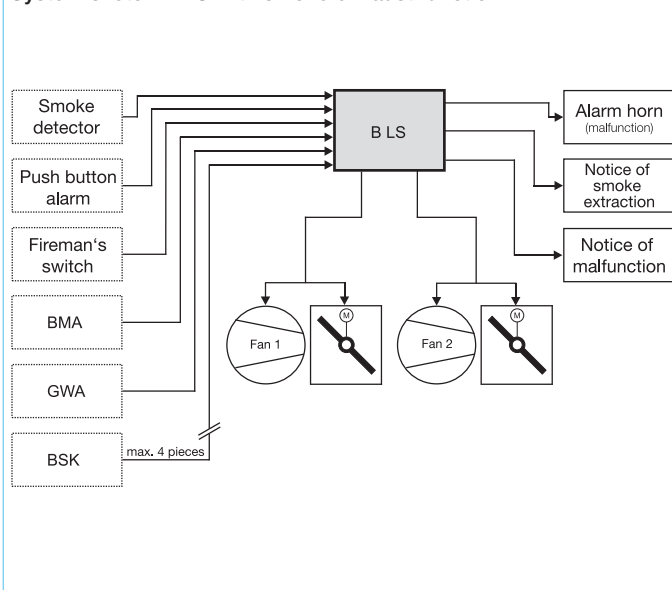 Smoke
detector
Push button
alarm
Fireman's
switch
BMA
GWA
BSK
max. 4 pieces
B LS
Alarm horn
(malfunction)
Notice of
smoke
extraction
Notice of
malfunction
M
Fan 1
M
Fan 2